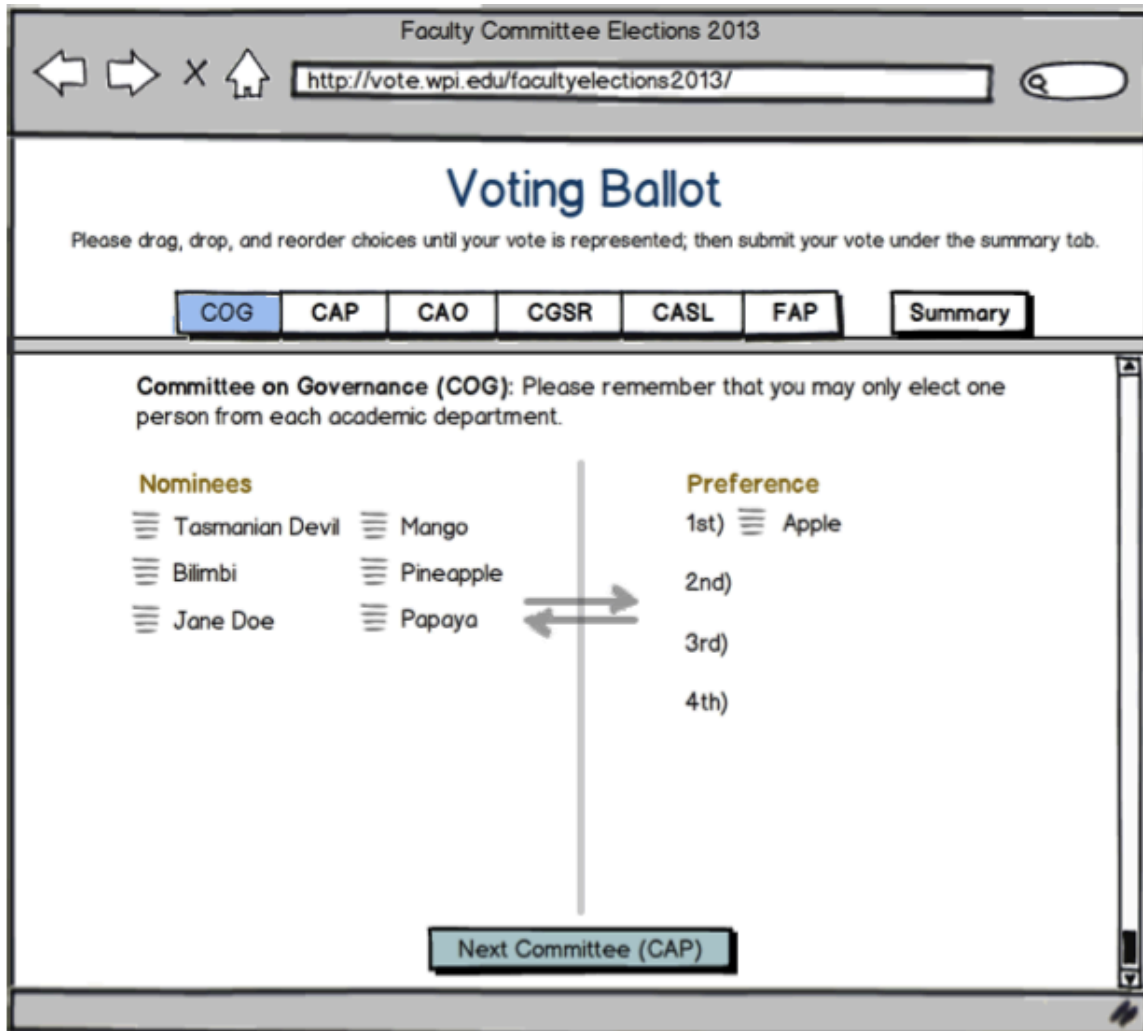 Faculty Committee Elections 2013
http://vote.wpi.edu/facultyelections2013/
Voting Ballot
Please drag, drop, and reorder choices until your vote is represented; then submit your vote under the summary tab.
COG CAP CAO CGSR CASL FAP Summary
Committee on Governance (COG): Please remember that you may only elect one
person from each academic department.
Nominees
Tasmanian Devil Mango
Bilimbi Pineapple
Jane Doe Papaya
Preference
1st) Apple
2nd)
3rd)
4th)
Next Committee (CAP)